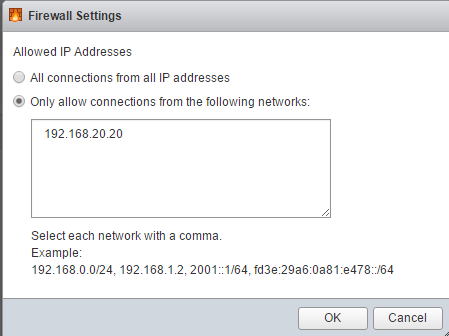 Firewall Settings
Allowed IP Addresses
All connections from all IP addresses
Only allow connections from the following networks:
192.168.20.20
Select each network with a comma.
Example:
192.168.0.0/24, 192.168.1.2, 2001::1/64, fd3e:29a6:0a81:e478::/64
OK
Cancel